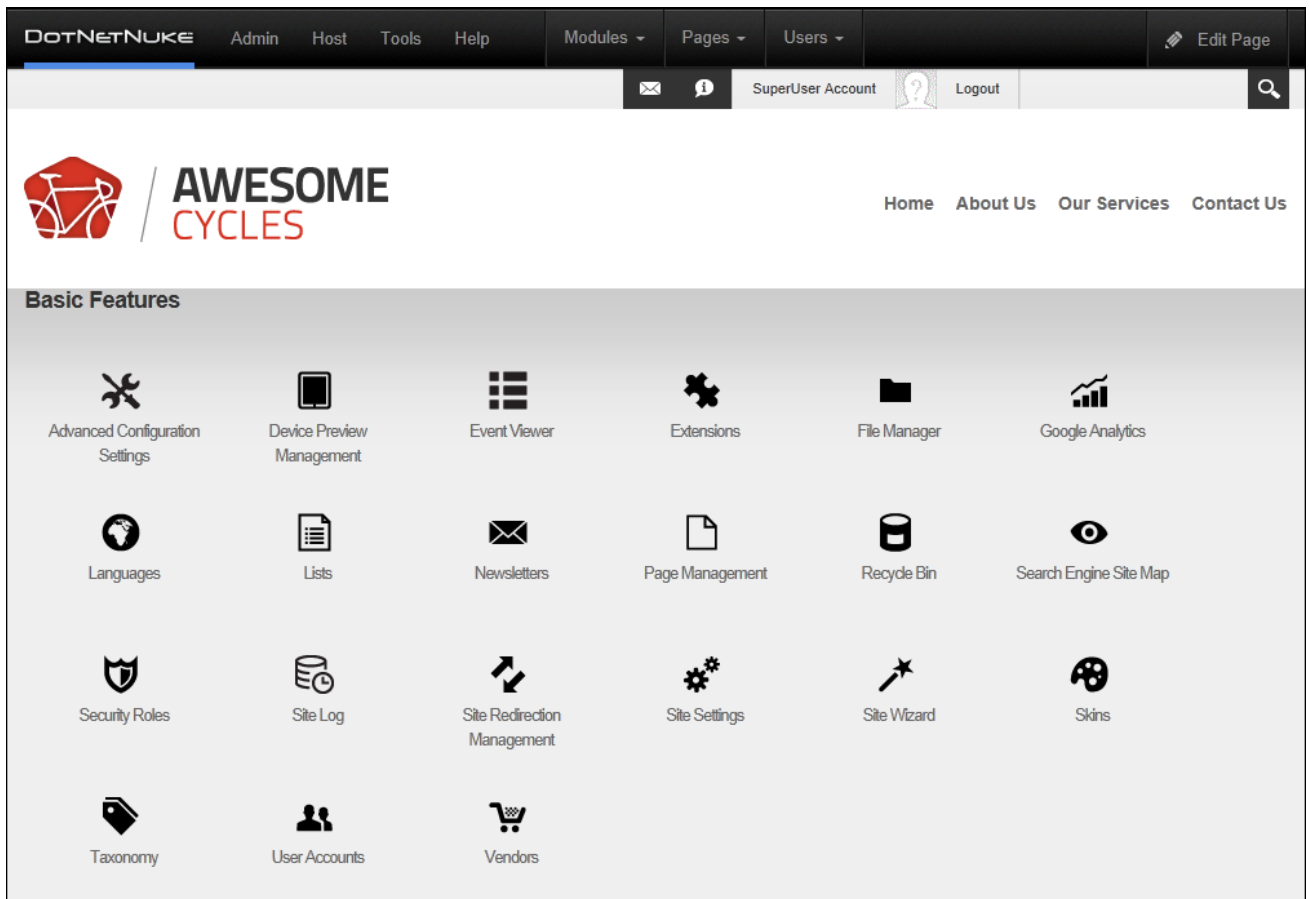 DOTNETNUKE Admin Host Tools Help Modules Pages Users Edit Page
SuperUser Account Logout
AWESOME
CYCLES
Home About Us Our Services Contact Us
Basic Features
Advanced Configuration Settings
Device Preview Management
Event Viewer
Extensions
File Manager
Google Analytics
Languages
Lists
Newsletters
Page Management
Recycle Bin
Search Engine Site Map
Security Roles
Site Log
Site Redirection Management
Site Settings
Site Wizard
Skins
Taxonomy
User Accounts
Vendors